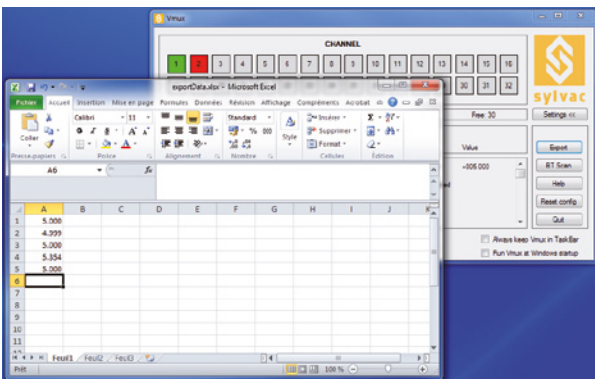 Vmux
CHANNEL
1 2 3 4 5 6 7 8 9 10 11 12 13 14 15 16
30 31 32
sylvac
Free: 30
Settings <<
Value
+005.000
Export
BT Scan
Help
Reset config
Quit
Always keep Vmux in TaskBar
Run Vmux at Windows startup
exportData.xlsx - Microsoft Excel
Fichier Accueil Insertion Mise en page Formules Données Révision Affichage Compléments Acrobat
Coller
Calibri 11
G I S
Standard
% 000
Style
Insérer
Supprimer
Format
Presse-papiers Police Alignement Nombre Cellules Édition
A6 fx
A B C D E F G H I J K
1 5.000
2 4.999
3 5.000
4 5.354
5 5.000
6
7
8
9
10
11
12
Feuil1 Feuil2 Feuil3
Prêt 100 %